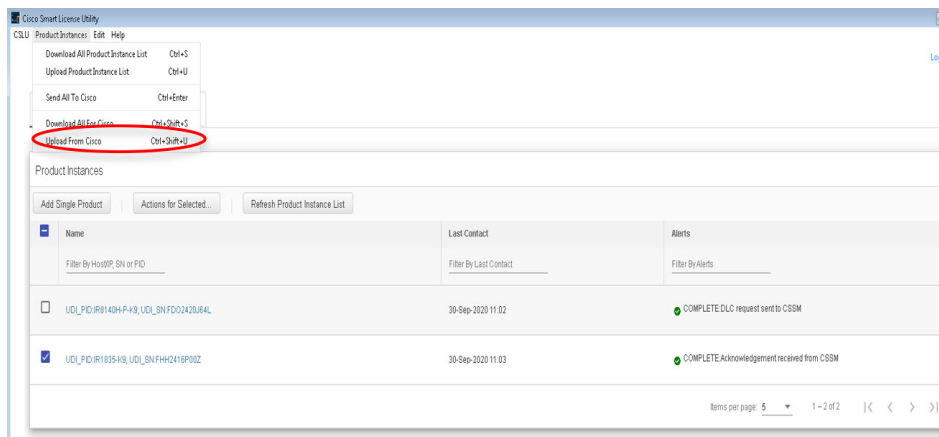 Cisco Smart License Utility
CSLU Product Instances Edit Help
Download All Product Instance List Ctrl+S
Upload Product Instance List Ctrl+U
Send All To Cisco Ctrl+Enter
Download All For Cisco Ctrl+Shift+S
Upload From Cisco Ctrl+Shift+U
Product Instances
Add Single Product Actions for Selected... Refresh Product Instance List
Name Last Contact Alerts
Filter By Host/IP, SN or PID Filter By Last Contact Filter By Alerts
UDI_PID:IR8140H-P-K9; UDI_SN:FDO2420J64L 30-Sep-2020 11:02 COMPLETE:DLC request sent to CSSM
UDI_PID:IR1835-K9; UDI_SN:FHH2416P00Z 30-Sep-2020 11:03 COMPLETE:Acknowledgement received from CSSM
Items per page: 5 1 – 2 of 2